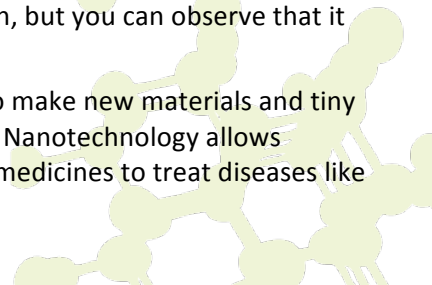 n, but you can observe that it
o make new materials and tiny
Nanotechnology allows
medicines to treat diseases like